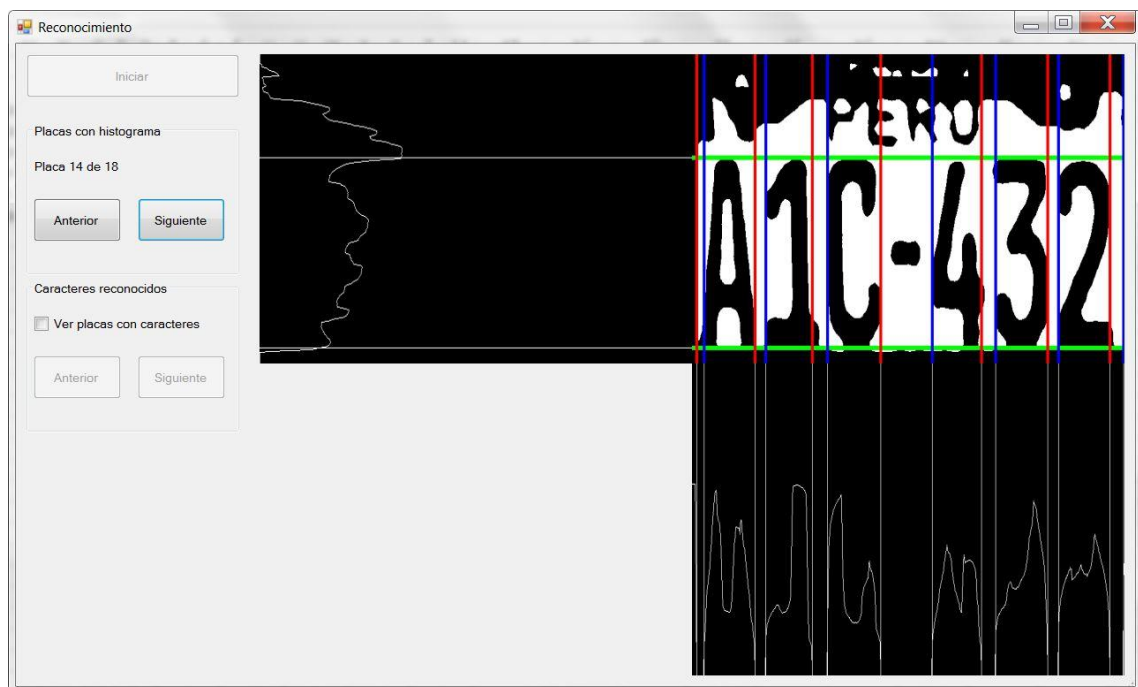 Reconocimiento
Iniciar
Placas con histograma
Placa 14 de 18
Anterior
Siguiente
Caracteres reconocidos
Ver placas con caracteres
Anterior
Siguiente
PERU
A1C-432